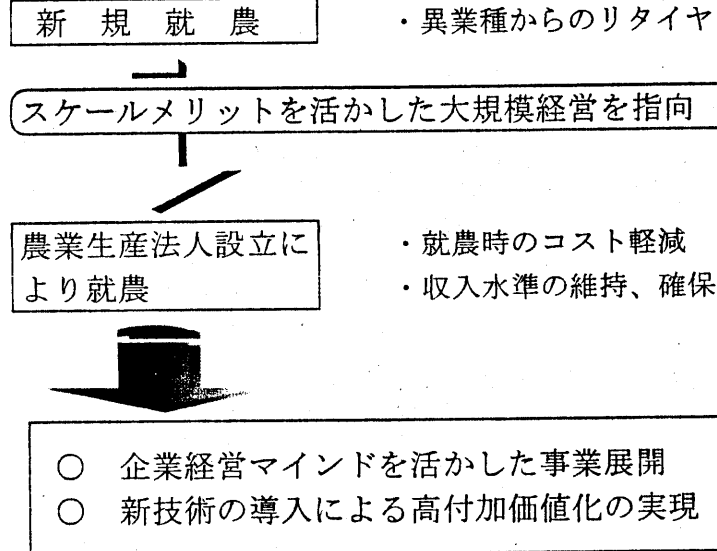 新規就農
・異業種からのリタイヤ
スケールメリットを活かした大規模経営を指向
農業生産法人設立に
より就農
・就農時のコスト軽減
・収入水準の維持、確保
○ 企業経営マインドを活かした事業展開
○ 新技術の導入による高付加価値化の実現